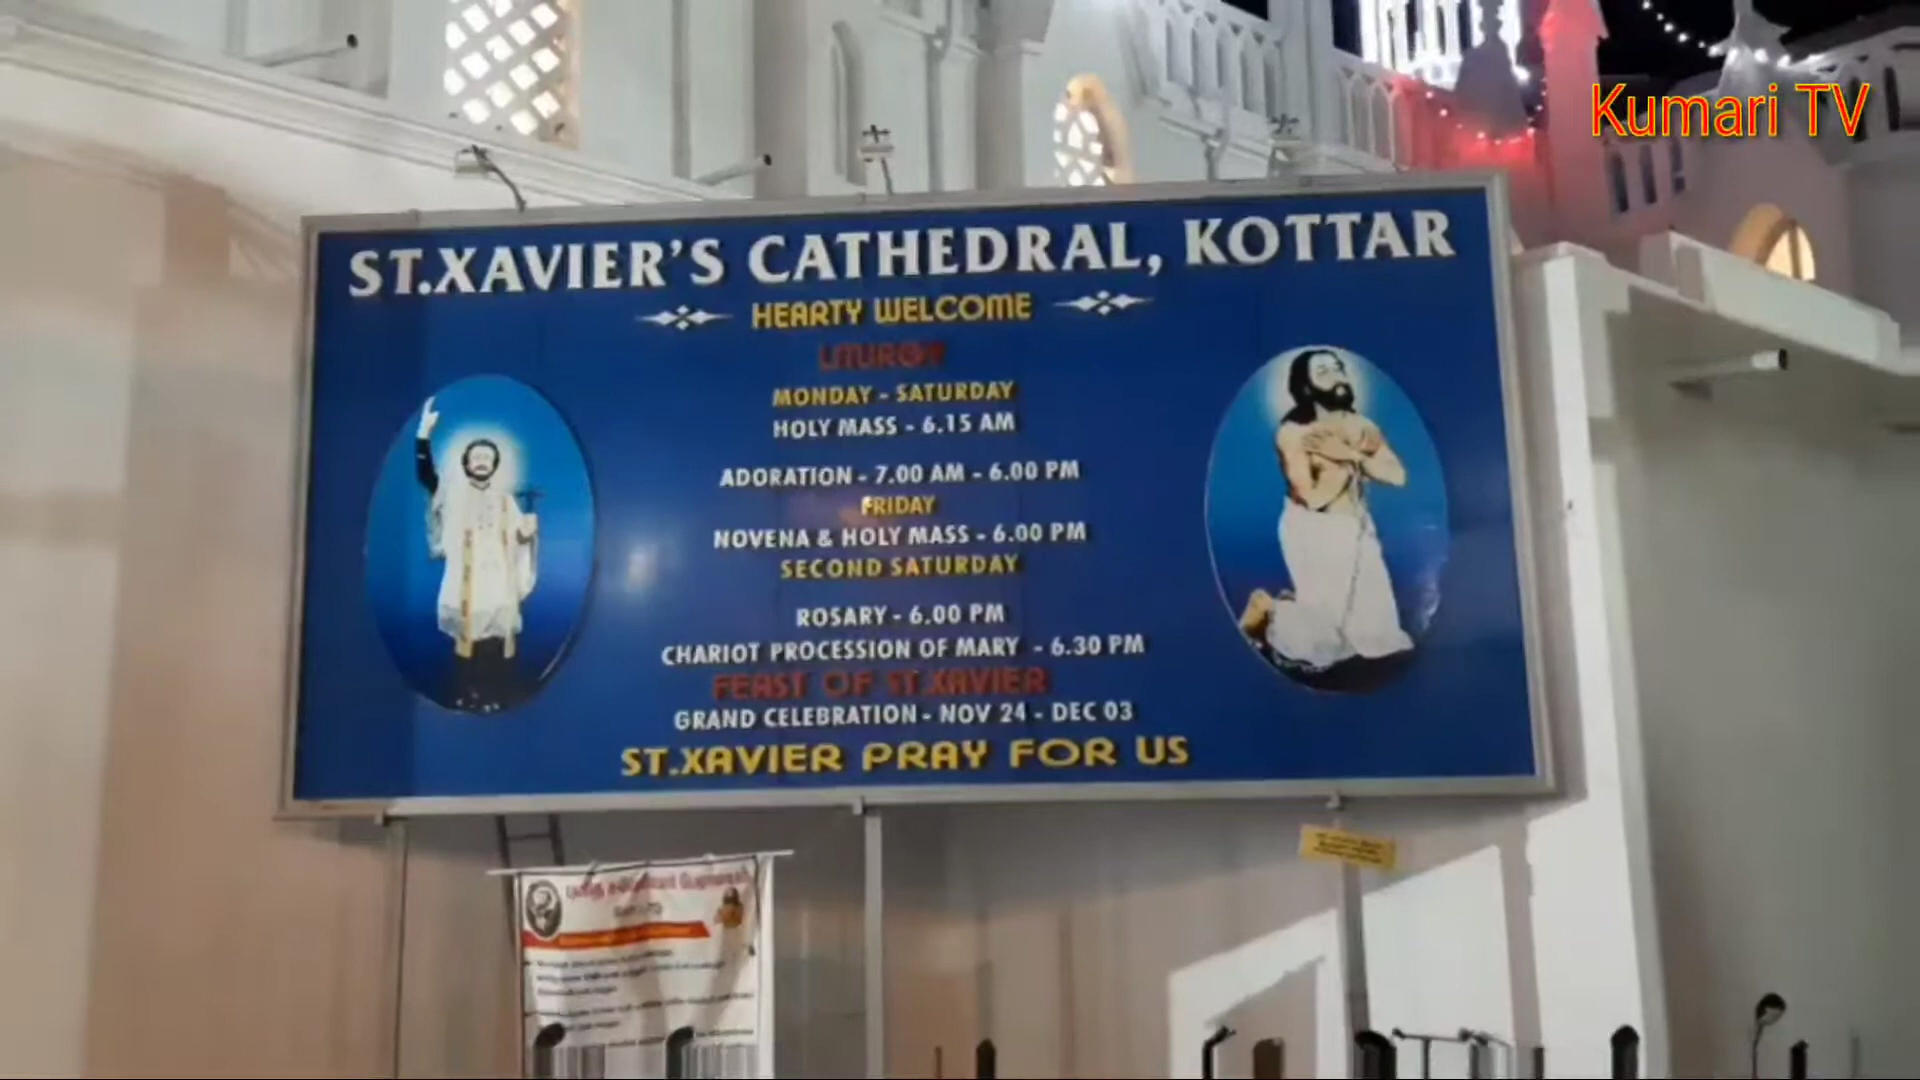 Kumari TV
ST.XAVIER'S CATHEDRAL, KOTTAR
HEARTY WELCOME
LITURGY
MONDAY - SATURDAY
HOLY MASS - 6.15 AM
ADORATION - 7.00 AM - 6.00 PM
FRIDAY
NOVENA & HOLY MASS - 6.00 PM
SECOND SATURDAY
ROSARY - 6.00 PM
CHARIOT PROCESSION OF MARY - 6.30 PM
FEAST OF ST.XAVIER
GRAND CELEBRATION - NOV 24 - DEC 03
ST.XAVIER PRAY FOR US